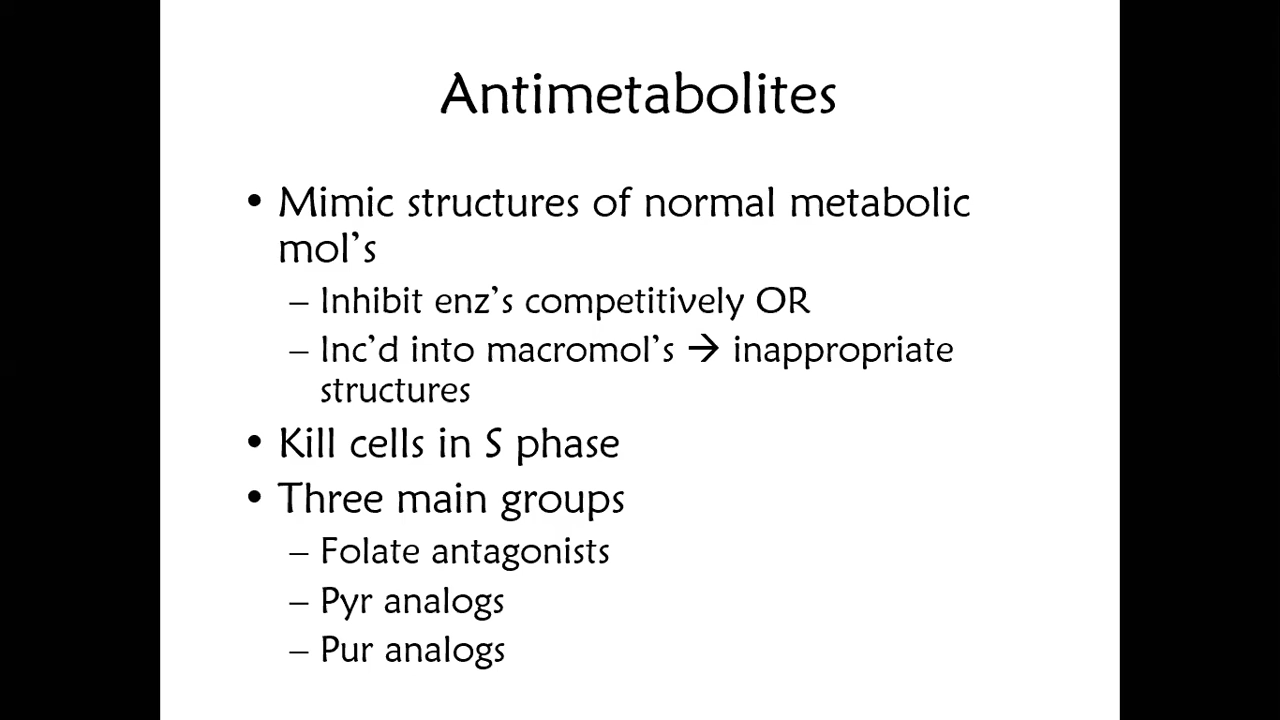 Antimetabolites
• Mimic structures of normal metabolic
mol’s
– Inhibit enz’s competitively OR
– Inc’d into macromol’s → inappropriate
structures
• Kill cells in S phase
• Three main groups
– Folate antagonists
– Pyr analogs
– Pur analogs